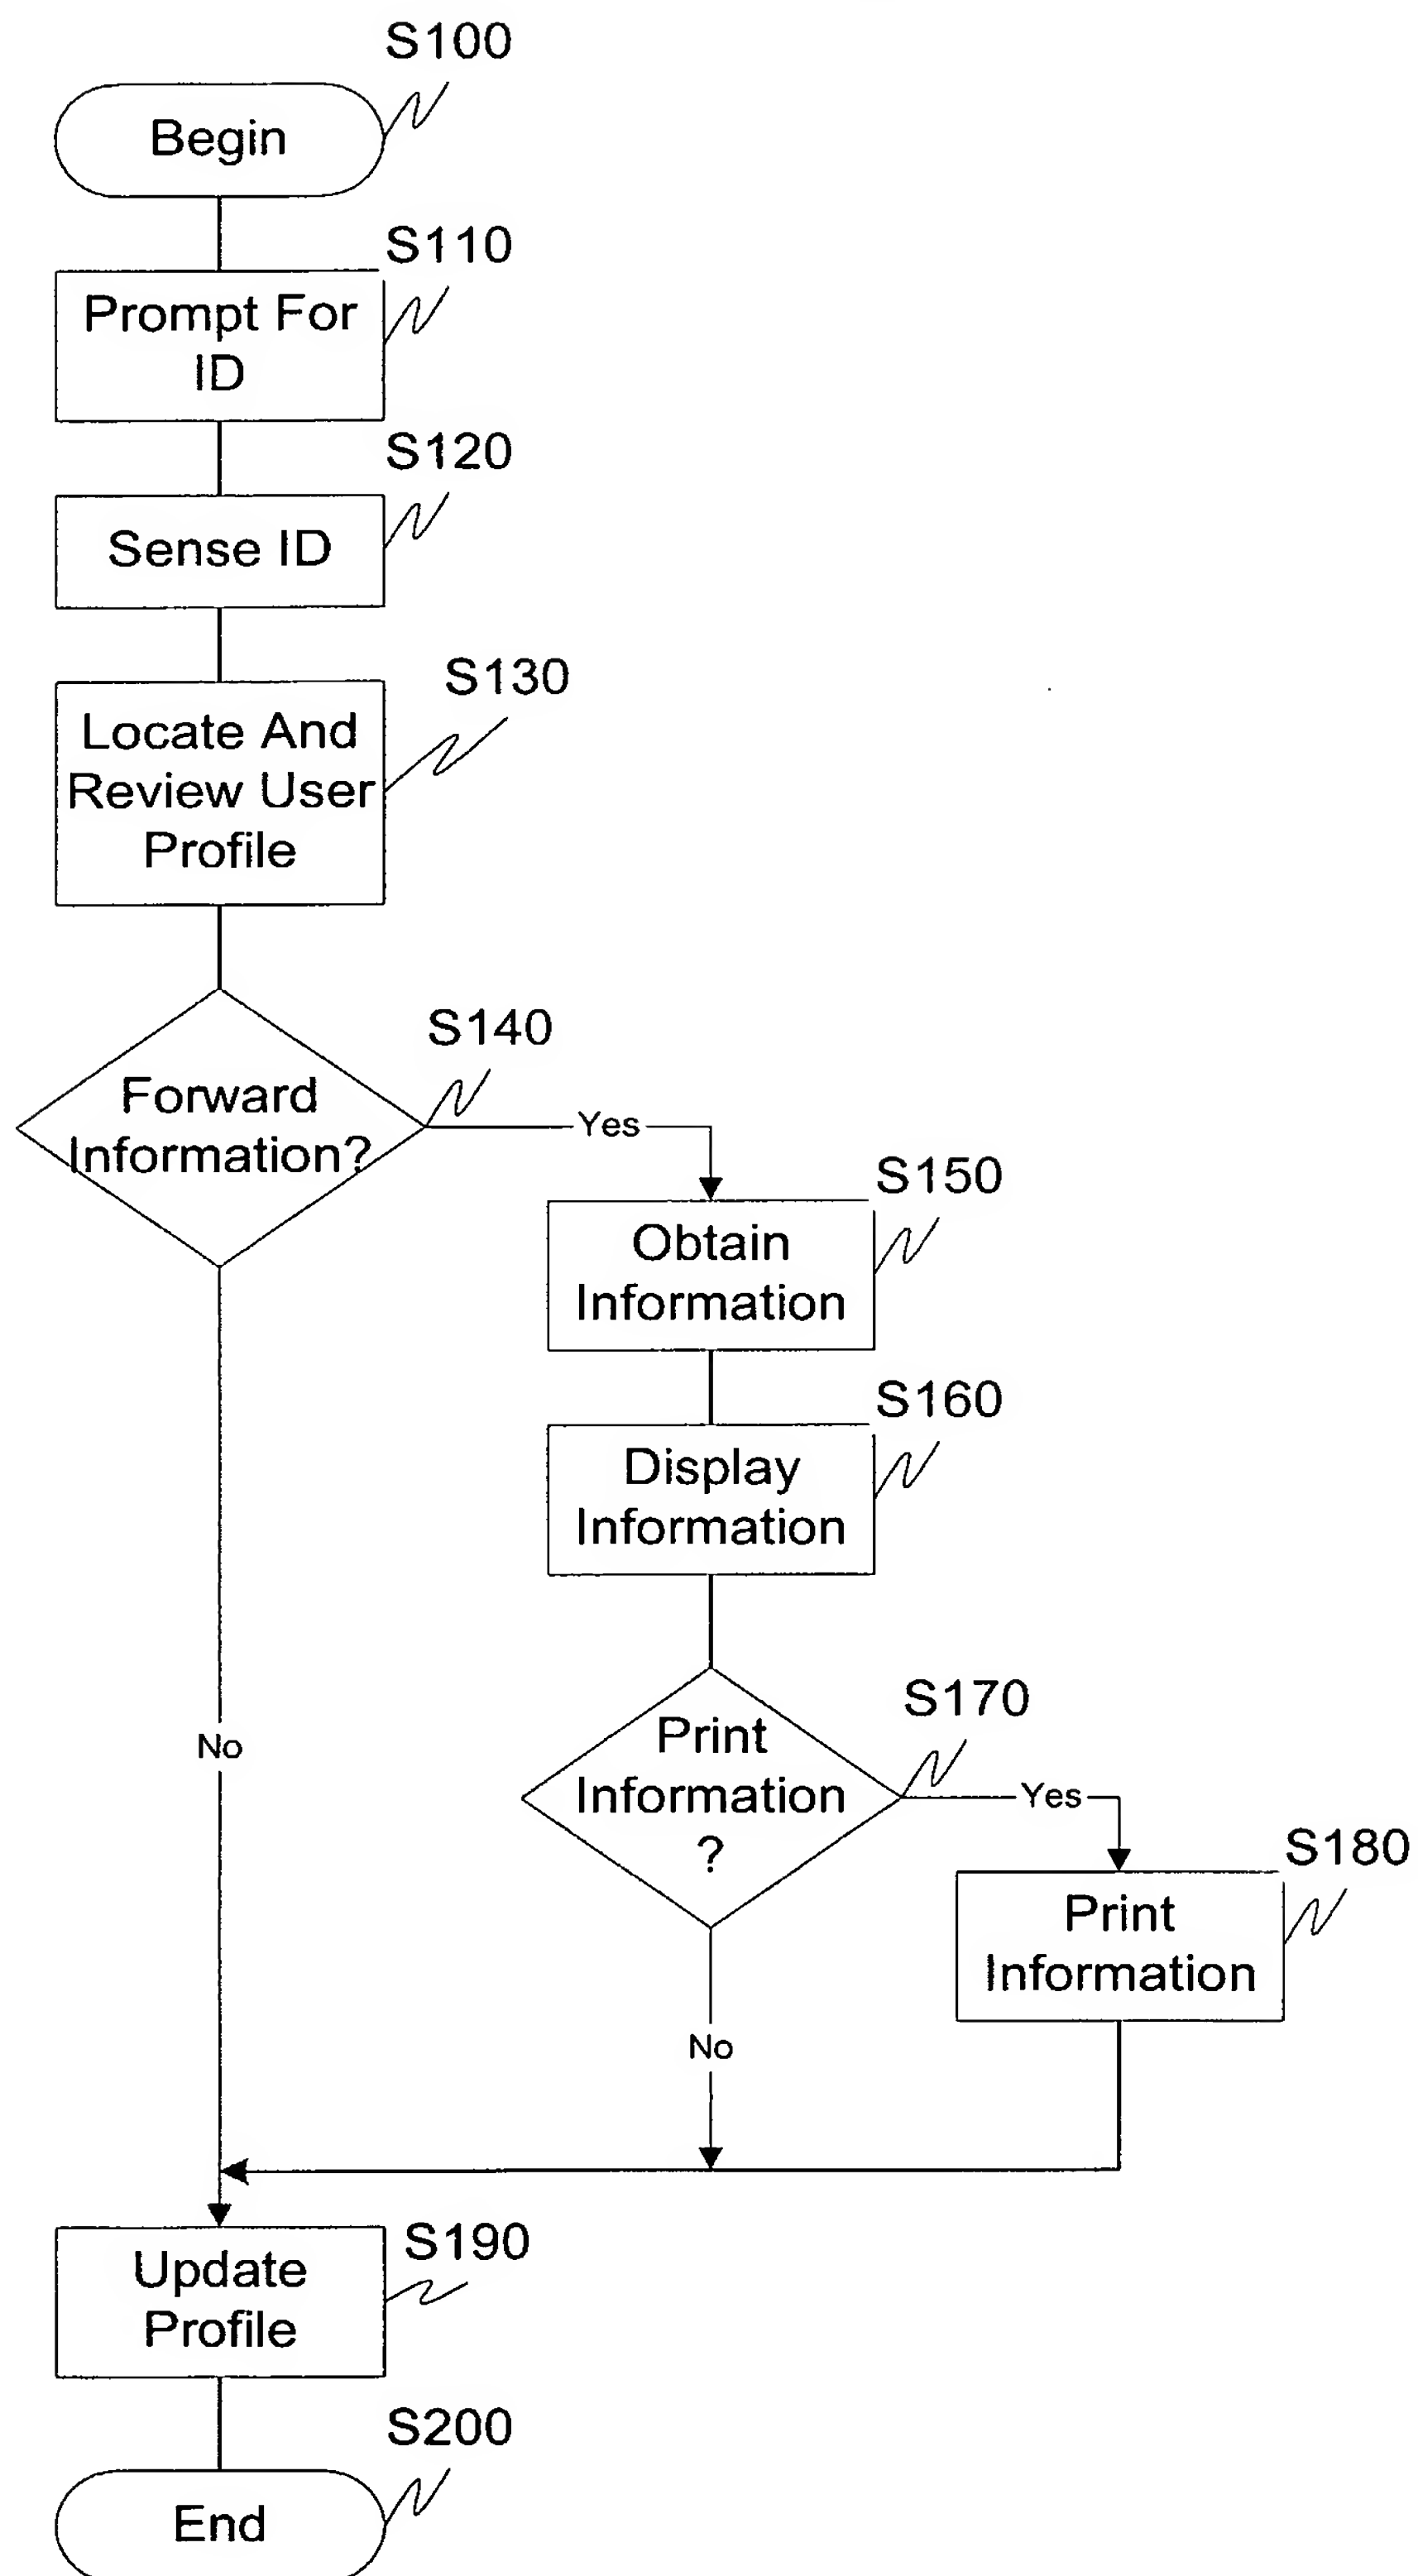 S100
Begin
S110
Prompt For
ID
S120
Sense ID
S130
Locate And
Review User
Profile
S140
Forward
Information?
Yes
S150
Obtain
Information
S160
Display
Information
S170
Print
Information
?
Yes
S180
Print
Information
No
No
S190
Update
Profile
S200
End